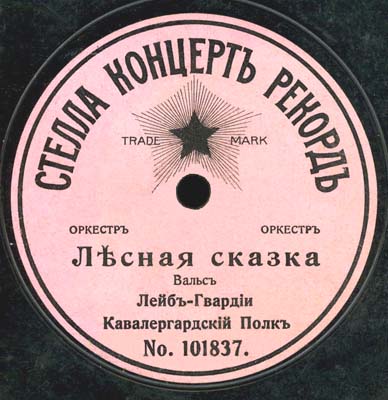 СТЕЛЛА КОНЦЕРТЪ РЕКОРДЪ
TRADE MARK
ОРКЕСТРЪ ОРКЕСТРЪ
Лѣсная сказка
Вальсъ
Лейбъ-Гвардіи
Кавалергардскій Полкъ
No. 101837.